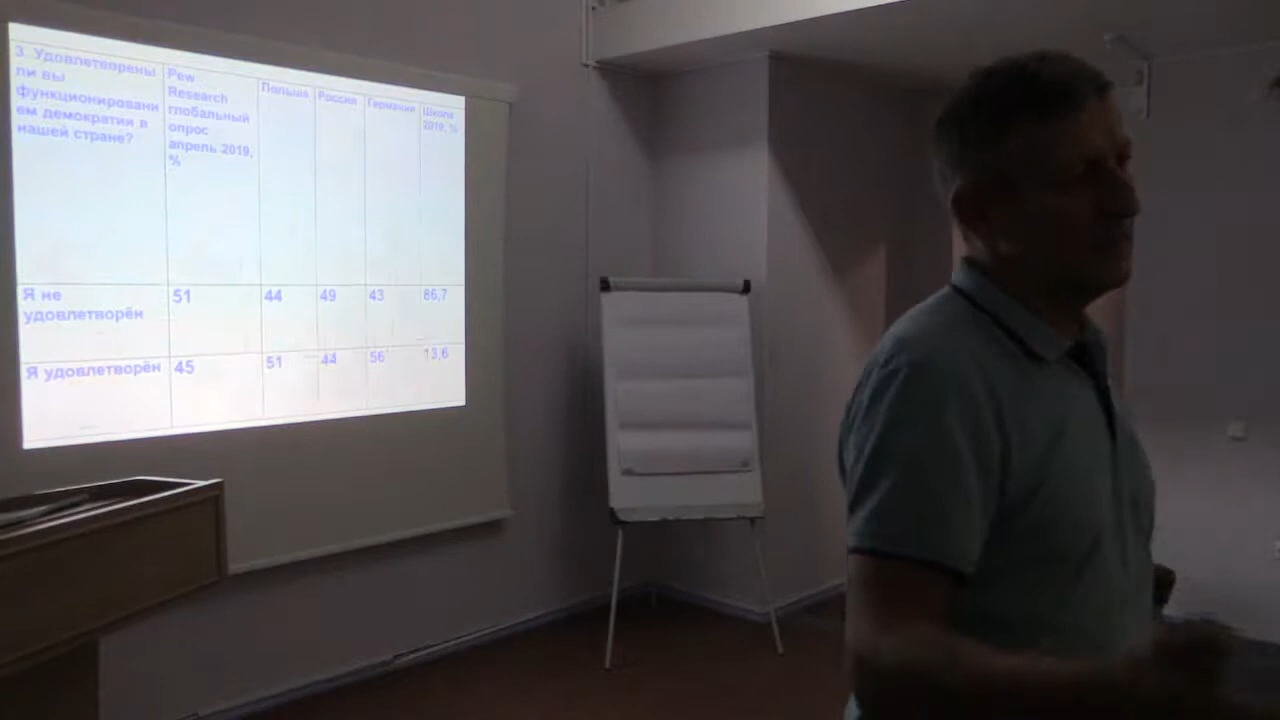 3. Удовлетворены
ли вы
функционировани
ем демократии в
нашей стране?
Pew
Research
глобальный
опрос
апрель 2019,
%
Польша
Россия
Германия
Школа
2019, %
Я не
удовлетворён
51
44
49
43
86,7
Я удовлетворён
45
51
44
56
13,6